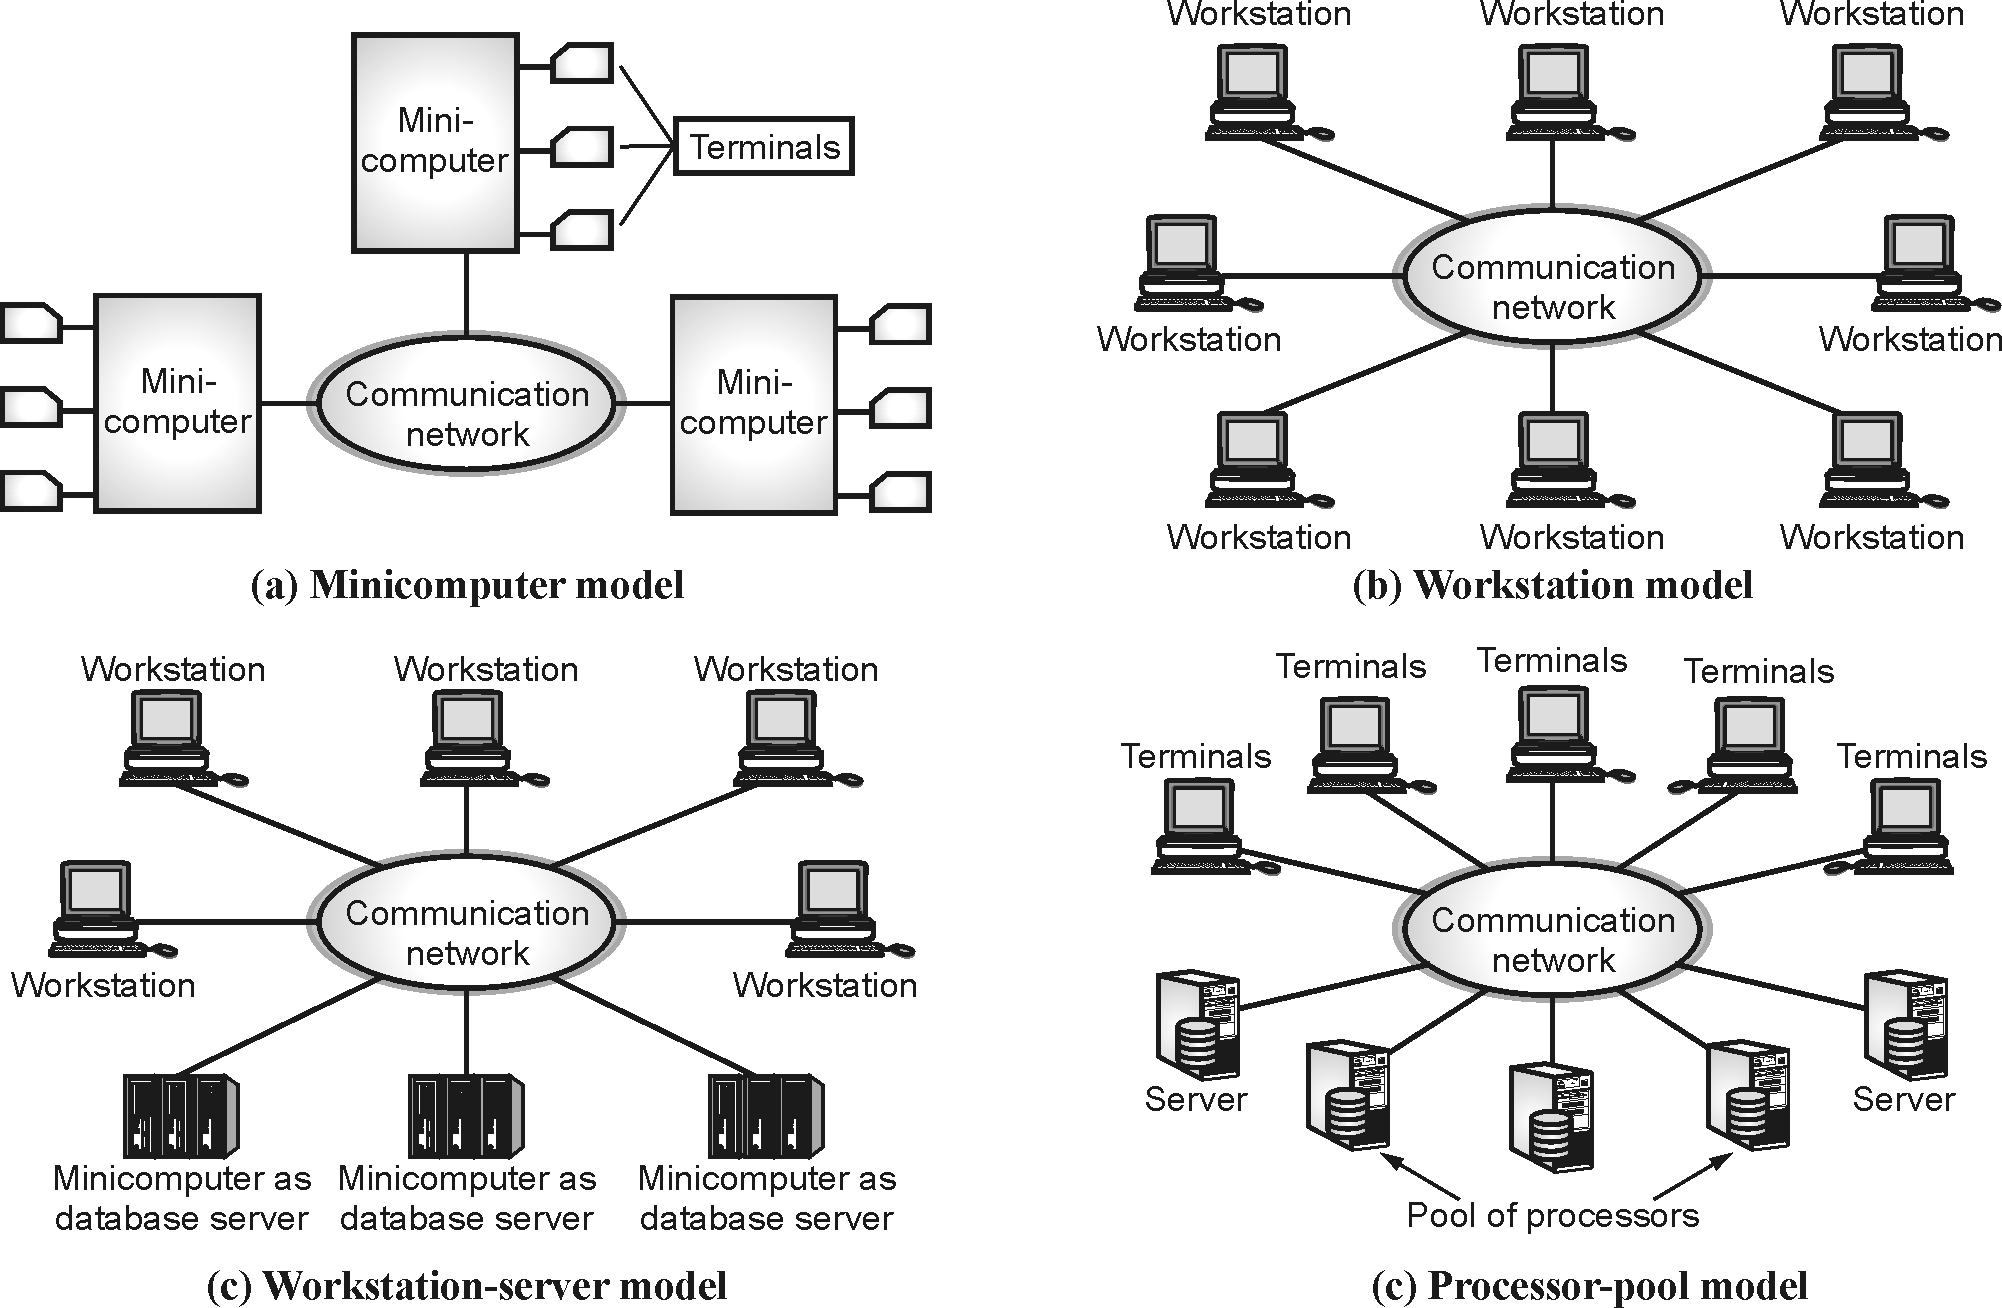 Mini-
computer
Terminals
Mini-
computer
Communication
network
Mini-
computer
(a) Minicomputer model
Workstation
Workstation
Workstation
Workstation
Communication
network
Workstation
Workstation
Workstation
Workstation
(b) Workstation model
Workstation
Workstation
Workstation
Workstation
Communication
network
Workstation
Minicomputer as
database server
Minicomputer as
database server
Minicomputer as
database server
(c) Workstation-server model
Terminals
Terminals
Terminals
Terminals
Terminals
Communication
network
Server
Server
Pool of processors
(c) Processor-pool model